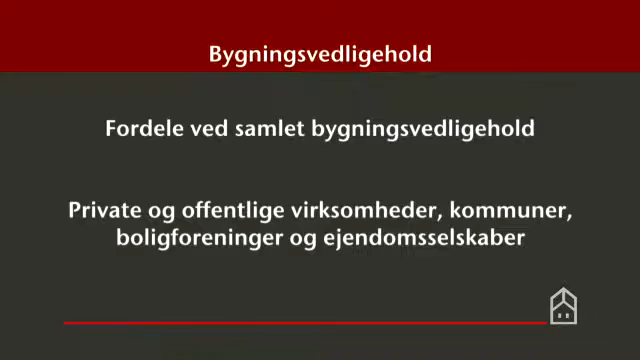 Bygningsvedligehold
Fordele ved samlet bygningsvedligehold
Private og offentlige virksomheder, kommuner,
boligforeninger og ejendomsselskaber